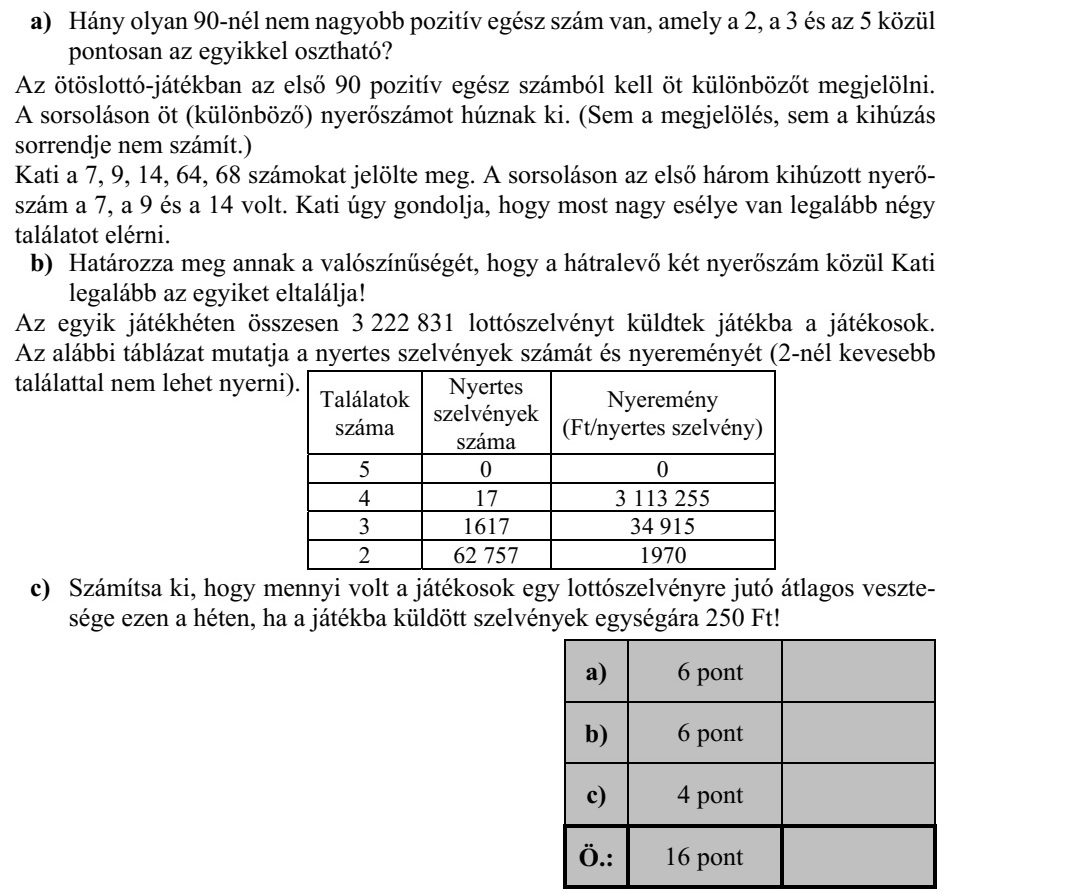 a) Hány olyan 90-nél nem nagyobb pozitív egész szám van, amely a 2, a 3 és az 5 közül
pontosan az egyikkel osztható?
Az ötöslottó-játékban az első 90 pozitív egész számból kell öt különbözőt megjelölni.
A sorsoláson öt (különböző) nyerőszámot húznak ki. (Sem a megjelölés, sem a kihúzás
sorrendje nem számít.)
Kati a 7, 9, 14, 64, 68 számokat jelölte meg. A sorsoláson az első három kihúzott nyerő-
szám a 7, a 9 és a 14 volt. Kati úgy gondolja, hogy most nagy esélye van legalább négy
találatot elérni.
b) Határozza meg annak a valószínűségét, hogy a hátralevő két nyerőszám közül Kati
legalább az egyiket eltalálja!
Az egyik játékhéten összesen 3 222 831 lottószelvényt küldtek játékba a játékosok.
Az alábbi táblázat mutatja a nyertes szelvények számát és nyereményét (2-nél kevesebb
találattal nem lehet nyerni).
Találatok száma Nyertes szelvények száma Nyeremény (Ft/nyertes szelvény)
5 0 0
4 17 3 113 255
3 1617 34 915
2 62 757 1970
c) Számítsa ki, hogy mennyi volt a játékosok egy lottószelvényre jutó átlagos veszte-
sége ezen a héten, ha a játékba küldött szelvények egységára 250 Ft!
a) 6 pont
b) 6 pont
c) 4 pont
Ö.: 16 pont